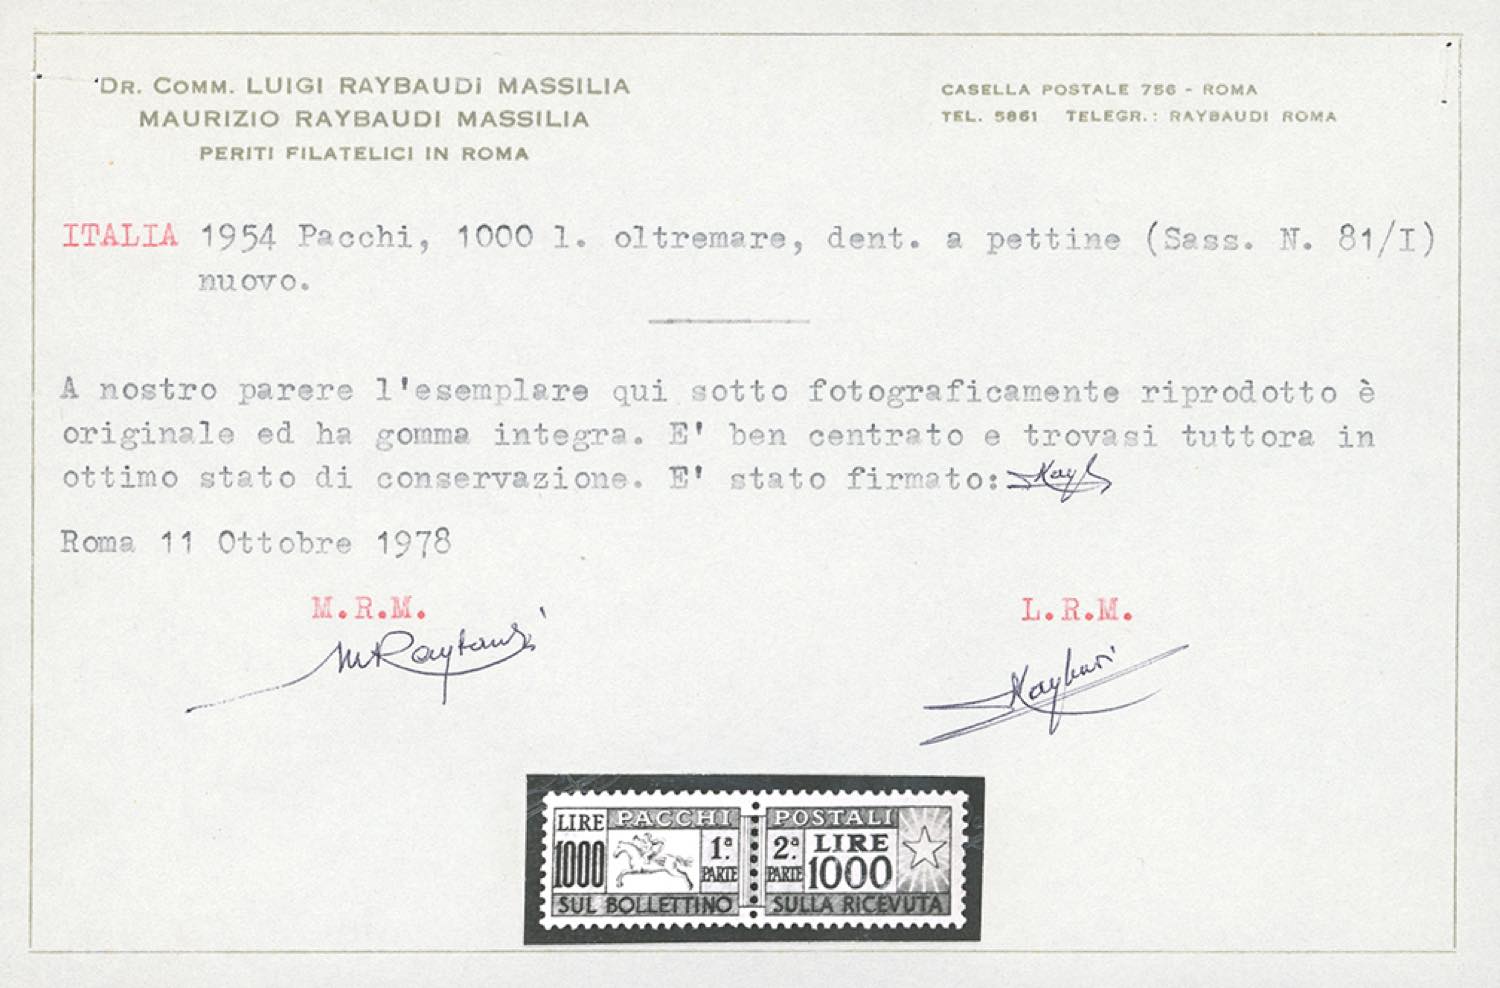 Dr. Comm. LUIGI RAYBAUDI MASSILIA
MAURIZIO RAYBAUDI MASSILIA
PERITI FILATELICI IN ROMA
CASELLA POSTALE 756 - ROMA
TEL. 5861 TELEGR.: RAYBAUDI ROMA
ITALIA 1954 Pacchi, 1000 l. oltremare, dent. a pettine (Sass. N. 81/I)
nuovo.
A nostro parere l'esemplare qui sotto fotograficamente riprodotto è
originale ed ha gomma integra. E' ben centrato e trovasi tuttora in
ottimo stato di conservazione. E' stato firmato:
Roma 11 Ottobre 1978
M.R.M.
L.R.M.
MRaybaudi
Raybaudi
LIRE PACCHI POSTALI
1000 1ª PARTE 2ª PARTE LIRE 1000
SUL BOLLETTINO SULLA RICEVUTA